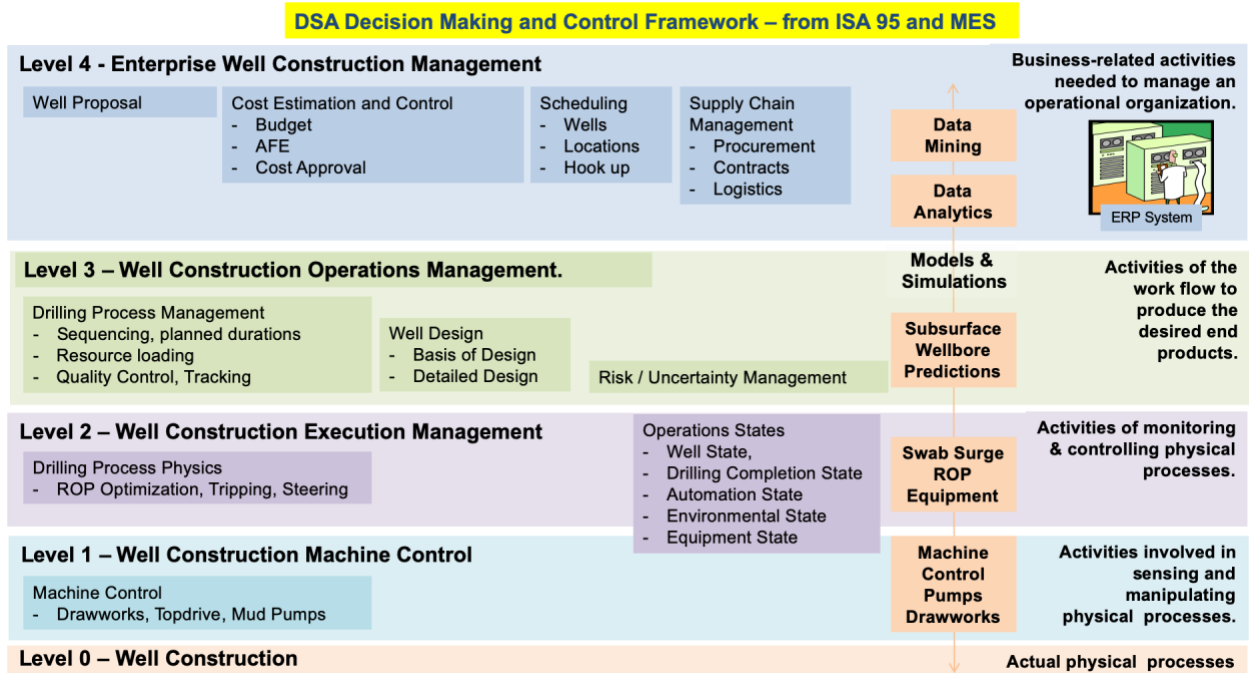 DSA Decision Making and Control Framework – from ISA 95 and MES
Level 4 - Enterprise Well Construction Management
Well Proposal
Cost Estimation and Control
- Budget
- AFE
- Cost Approval
Scheduling
- Wells
- Locations
- Hook up
Supply Chain
Management
- Procurement
- Contracts
- Logistics
Data
Mining
Data
Analytics
Business-related activities
needed to manage an
operational organization.
ERP System
Level 3 – Well Construction Operations Management.
Drilling Process Management
- Sequencing, planned durations
- Resource loading
- Quality Control, Tracking
Well Design
- Basis of Design
- Detailed Design
Risk / Uncertainty Management
Models &
Simulations
Subsurface
Wellbore
Predictions
Activities of the
work flow to
produce the
desired end
products.
Level 2 – Well Construction Execution Management
Drilling Process Physics
- ROP Optimization, Tripping, Steering
Operations States
- Well State,
- Drilling Completion State
- Automation State
- Environmental State
- Equipment State
Swab Surge
ROP
Equipment
Activities of monitoring
& controlling physical
processes.
Level 1 – Well Construction Machine Control
Machine Control
- Drawworks, Topdrive, Mud Pumps
Machine
Control
Pumps
Drawworks
Activities involved in
sensing and
manipulating
physical processes.
Level 0 – Well Construction
Actual physical processes